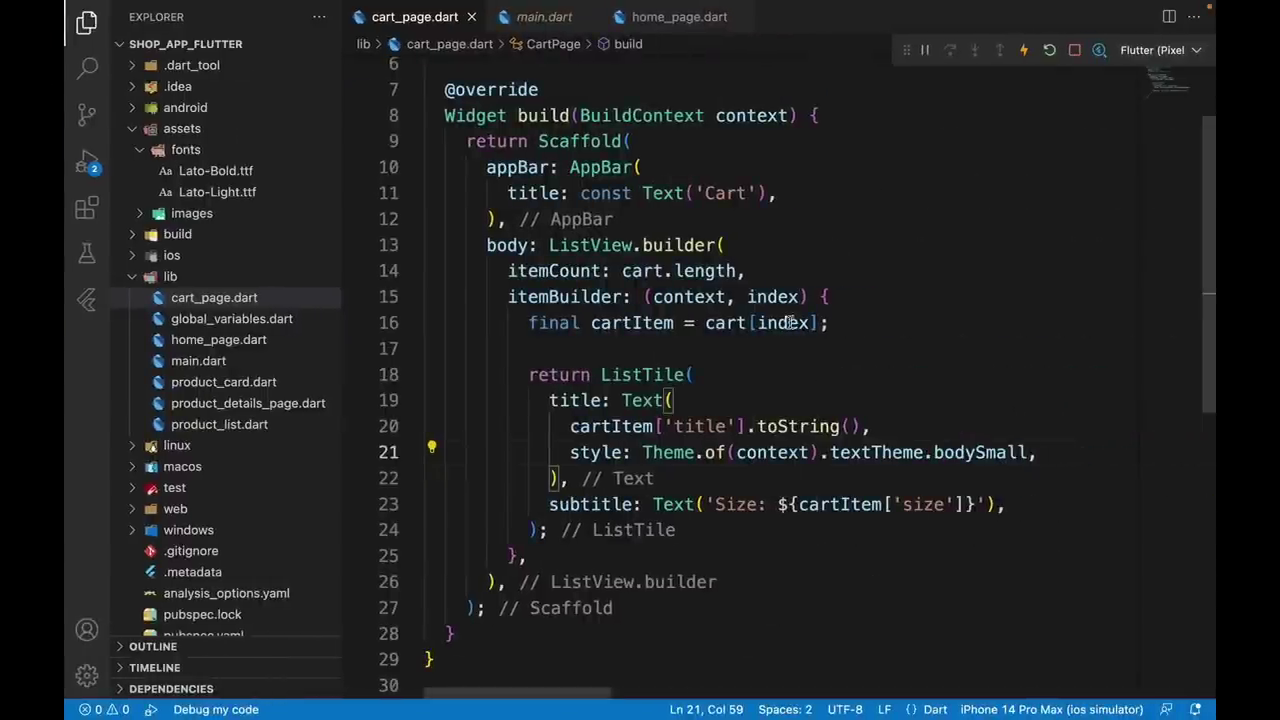 EXPLORER
SHOP_APP_FLUTTER
.dart_tool
.idea
android
assets
fonts
Lato-Bold.ttf
Lato-Light.ttf
images
build
ios
lib
cart_page.dart
global_variables.dart
home_page.dart
main.dart
product_card.dart
product_details_page.dart
product_list.dart
linux
macos
test
web
windows
.gitignore
.metadata
analysis_options.yaml
pubspec.lock
pubspec.yaml
OUTLINE
TIMELINE
DEPENDENCIES
2
cart_page.dart main.dart home_page.dart
lib > cart_page.dart > CartPage > build
Flutter (Pixel
6
7 @override
8 Widget build(BuildContext context) {
9 return Scaffold(
10 appBar: AppBar(
11 title: const Text('Cart'),
12 ), // AppBar
13 body: ListView.builder(
14 itemCount: cart.length,
15 itemBuilder: (context, index) {
16 final cartItem = cart[index];
17
18 return ListTile(
19 title: Text(
20 cartItem['title'].toString(),
21 style: Theme.of(context).textTheme.bodySmall,
22 ), // Text
23 subtitle: Text('Size: ${cartItem['size']}'),
24 ); // ListTile
25 },
26 ), // ListView.builder
27 ); // Scaffold
28 }
29 }
30
0 0 Debug my code Ln 21, Col 59 Spaces: 2 UTF-8 LF {} Dart iPhone 14 Pro Max (ios simulator)